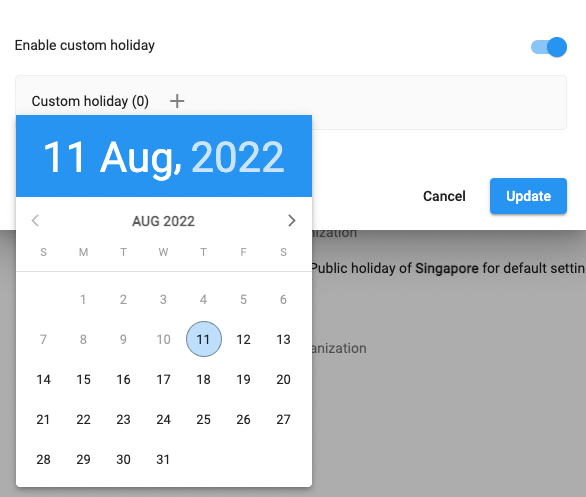 Enable custom holiday
Custom holiday (0) +
11 Aug, 2022
Cancel
Update
AUG 2022
S M T W T F S
1 2 3 4 5 6
7 8 9 10 11 12 13
14 15 16 17 18 19 20
21 22 23 24 25 26 27
28 29 30 31
nization
Public holiday of Singapore for default settin
anization